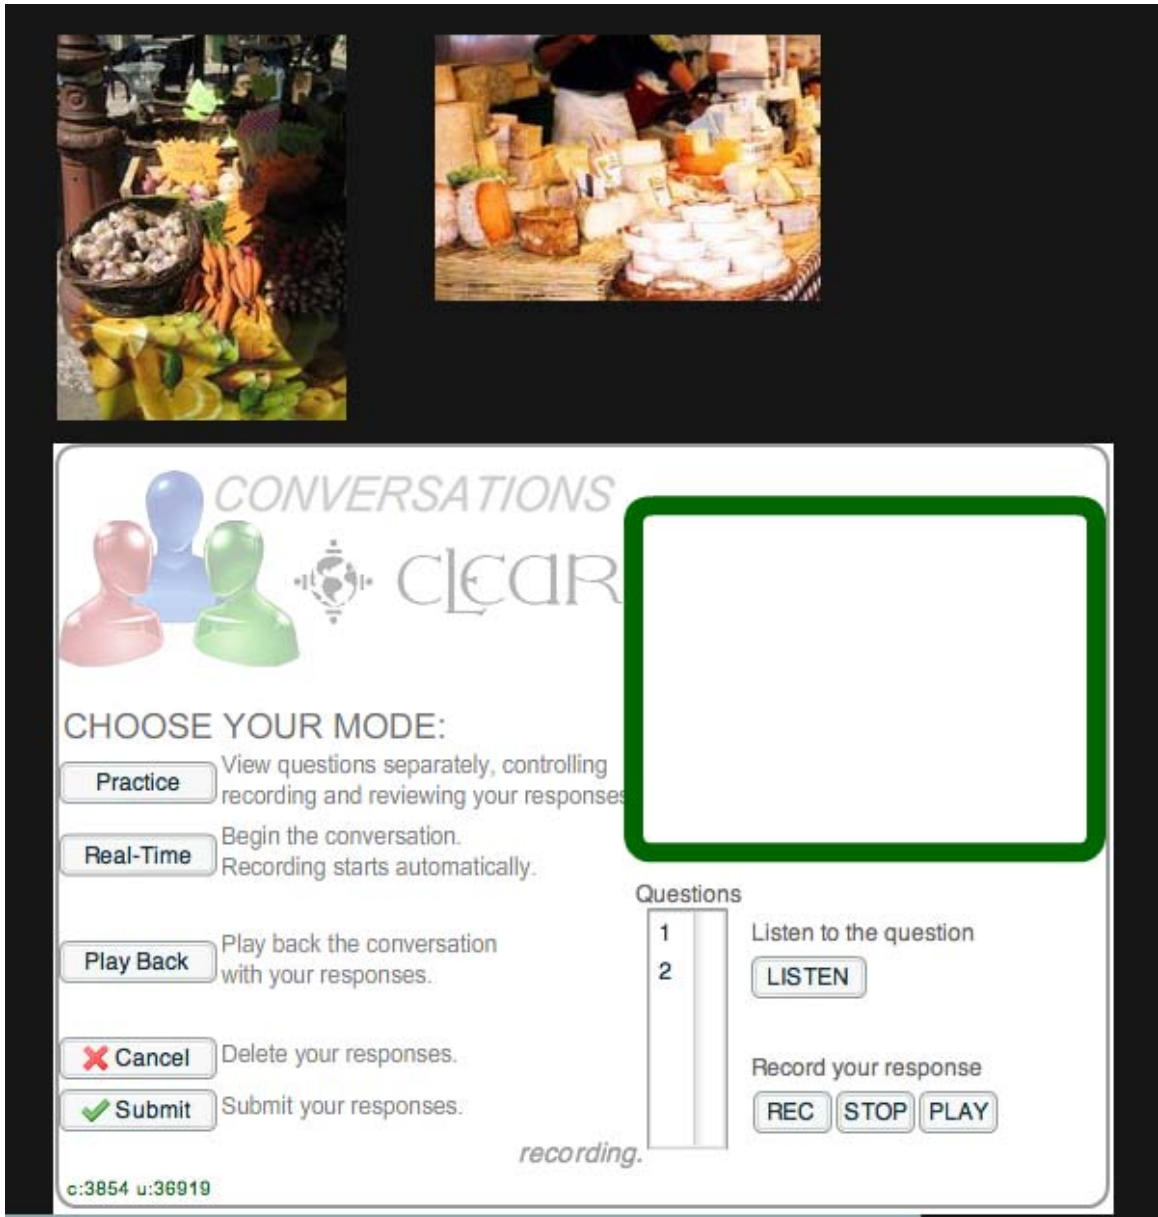 CONVERSATIONS
CLEAR
CHOOSE YOUR MODE:
Practice
View questions separately, controlling
recording and reviewing your responses
Real-Time
Begin the conversation.
Recording starts automatically.
Play Back
Play back the conversation
with your responses.
Cancel
Delete your responses.
Submit
Submit your responses.
recording.
c:3854 u:36919
Questions
1
2
Listen to the question
LISTEN
Record your response
REC STOP PLAY